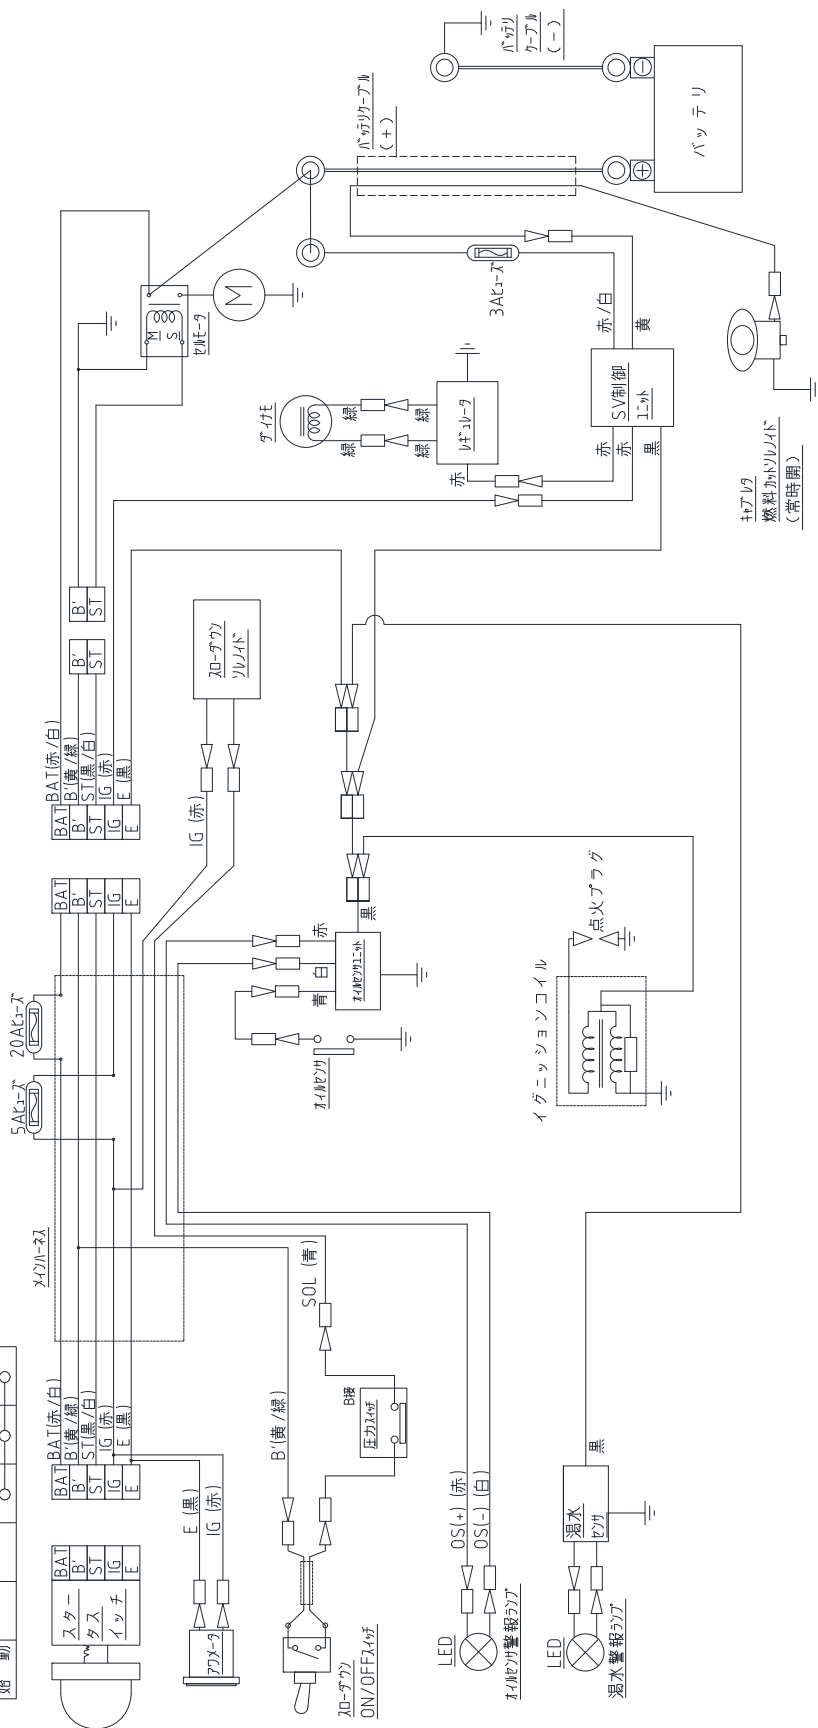 始 動
スター
タス
イッチ
BAT
B'
ST
IG
E
BAT
B'
ST
IG
E
BAT(赤/白)
B'(黄/緑)
ST(黒/白)
IG (赤)
E (黒)
メインハーネス
5Aヒューズ
20Aヒューズ
BAT
B'
ST
IG
E
BAT
B'
ST
IG
E
BAT(赤/白)
B'(黄/緑)
ST(黒/白)
IG (赤)
E (黒)
B'
ST
B'
ST
M
S
セルモータ
M
アワメータ
E (黒)
IG (赤)
スローダウン
ON/OFFスイッチ
B'(黄/緑)
SOL (青)
B接
圧力スイッチ
IG (赤)
スローダウン
ソレノイド
ダイナモ
緑
緑
緑
緑
レギュレータ
赤
オイルセンサ
青
白
赤
オイルセンサユニット
黒
LED
オイルセンサ警報ランプ
OS(+) (赤)
OS(-) (白)
LED
渇水警報ランプ
渇水
センサ
黒
イグニッションコイル
点火プラグ
赤
赤
黒
SV制御
ユニット
赤/白
黄
3Aヒューズ
バッテリケーブル
(+)
バッテリ
ケーブル
(-)
バッテリ
キャブレタ
燃料カットソレノイド
(常時開)